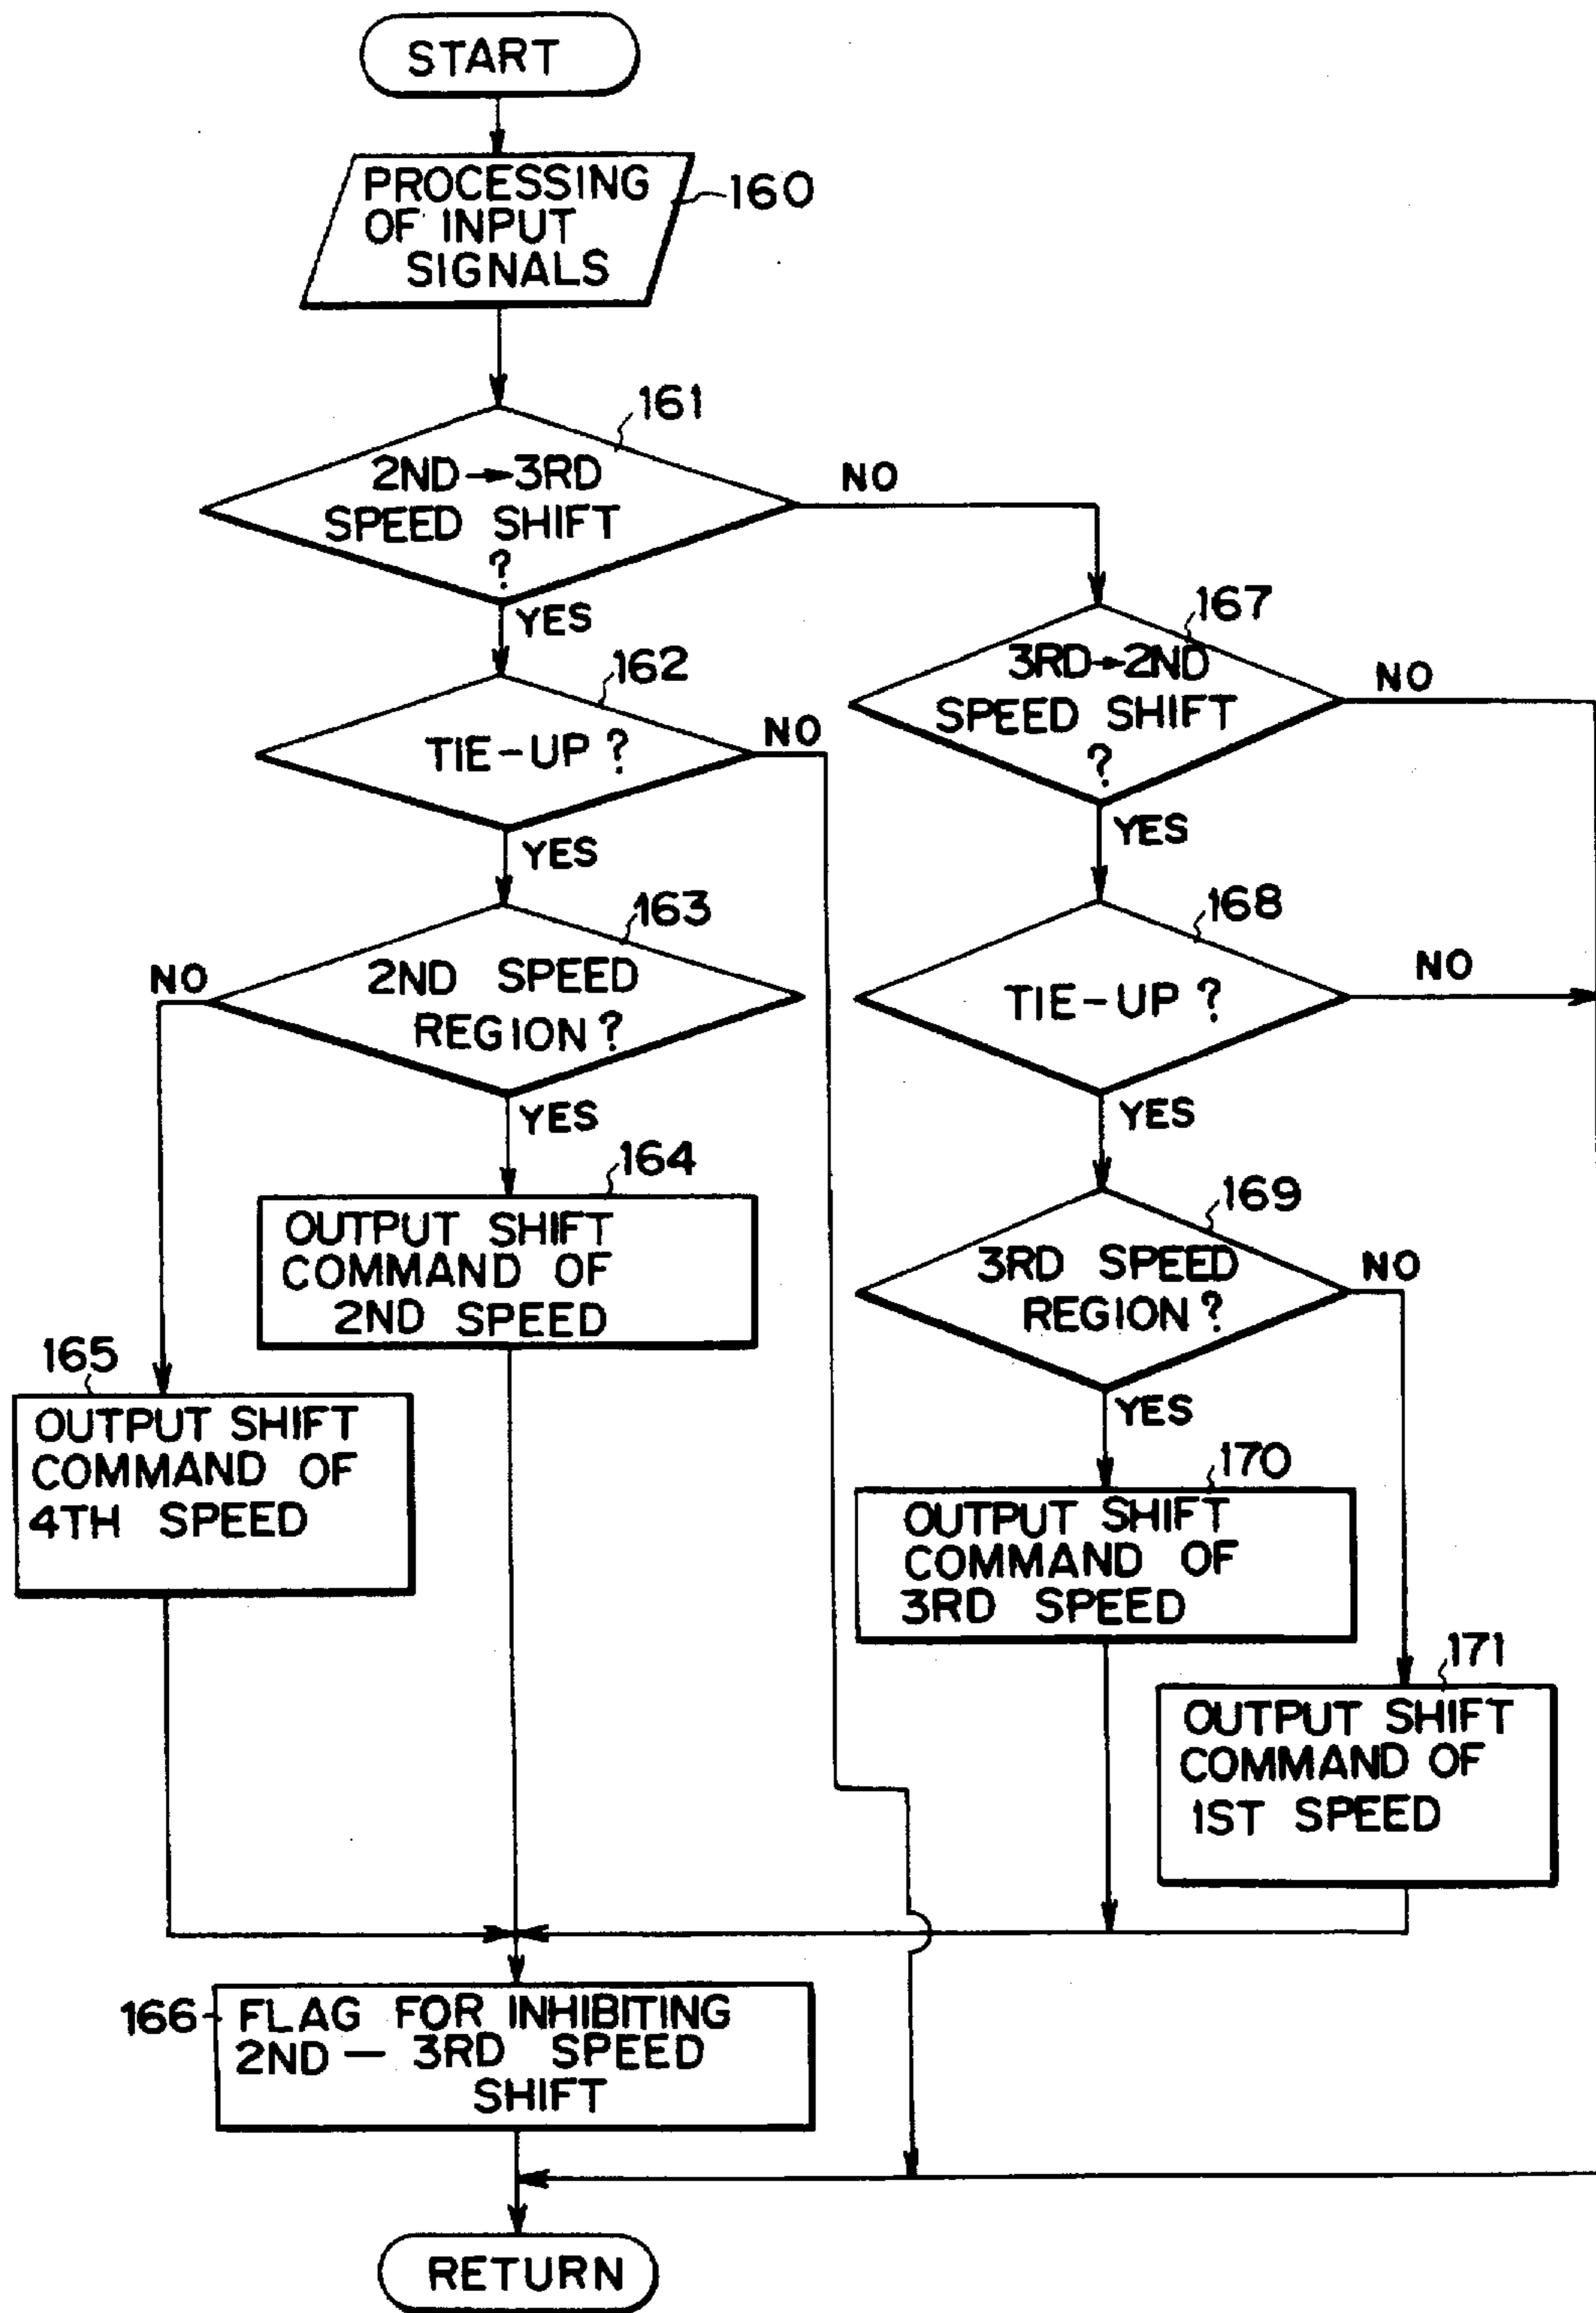 START
PROCESSING
OF INPUT
SIGNALS
160
161
2ND→3RD
SPEED SHIFT
?
NO
YES
162
TIE-UP?
NO
YES
163
2ND SPEED
REGION?
NO
YES
164
OUTPUT SHIFT
COMMAND OF
2ND SPEED
165
OUTPUT SHIFT
COMMAND OF
4TH SPEED
167
3RD→2ND
SPEED SHIFT
?
NO
YES
168
TIE-UP?
NO
YES
169
3RD SPEED
REGION?
NO
YES
170
OUTPUT SHIFT
COMMAND OF
3RD SPEED
171
OUTPUT SHIFT
COMMAND OF
1ST SPEED
166
FLAG FOR INHIBITING
2ND — 3RD SPEED
SHIFT
RETURN